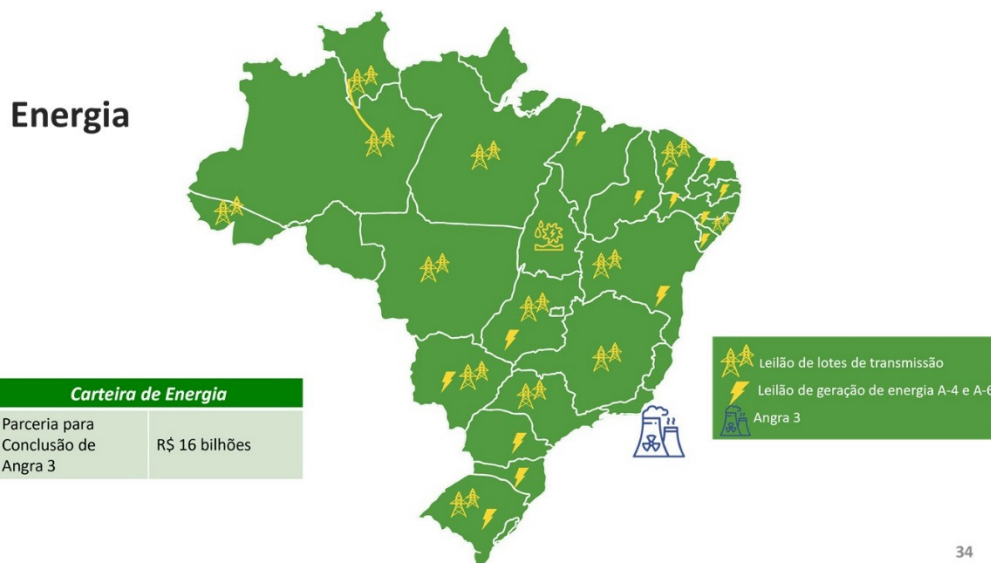 Energia
Carteira de Energia
Parceria para
Conclusão de
Angra 3
R$ 16 bilhões
Leilão de lotes de transmissão
Leilão de geração de energia A-4 e A-6
Angra 3
34